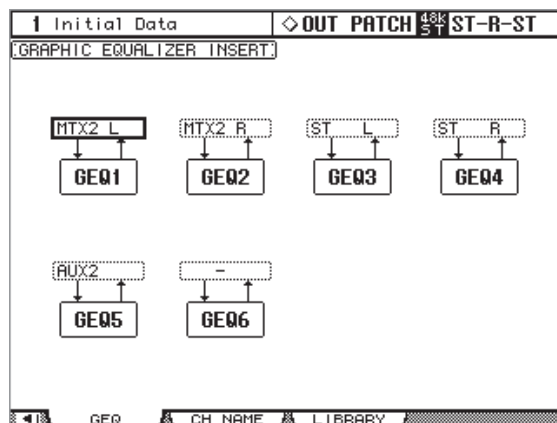 1 Initial Data ◇OUT PATCH 48k ST ST-R-ST
GRAPHIC EQUALIZER INSERT
MTX2 L MTX2 R ST L ST R
GEQ1 GEQ2 GEQ3 GEQ4
AUX2 -
GEQ5 GEQ6
GEQ CH NAME LIBRARY